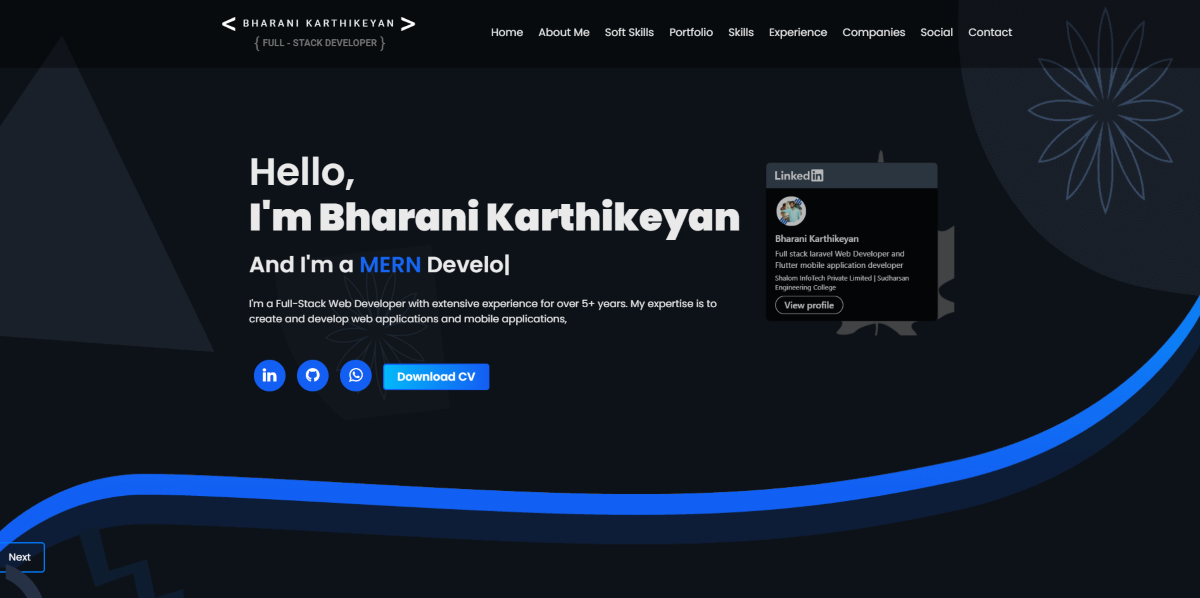 < BHARANI KARTHIKEYAN >
{ FULL - STACK DEVELOPER }
Home About Me Soft Skills Portfolio Skills Experience Companies Social Contact
Hello,
I'm Bharani Karthikeyan
And I'm a MERN Develo|
I'm a Full-Stack Web Developer with extensive experience for over 5+ years. My expertise is to
create and develop web applications and mobile applications,
in
Download CV
Linked in
Bharani Karthikeyan
Full stack laravel Web Developer and
Flutter mobile application developer
Shalom InfoTech Private Limited | Sudharsan
Engineering College
View profile
Next